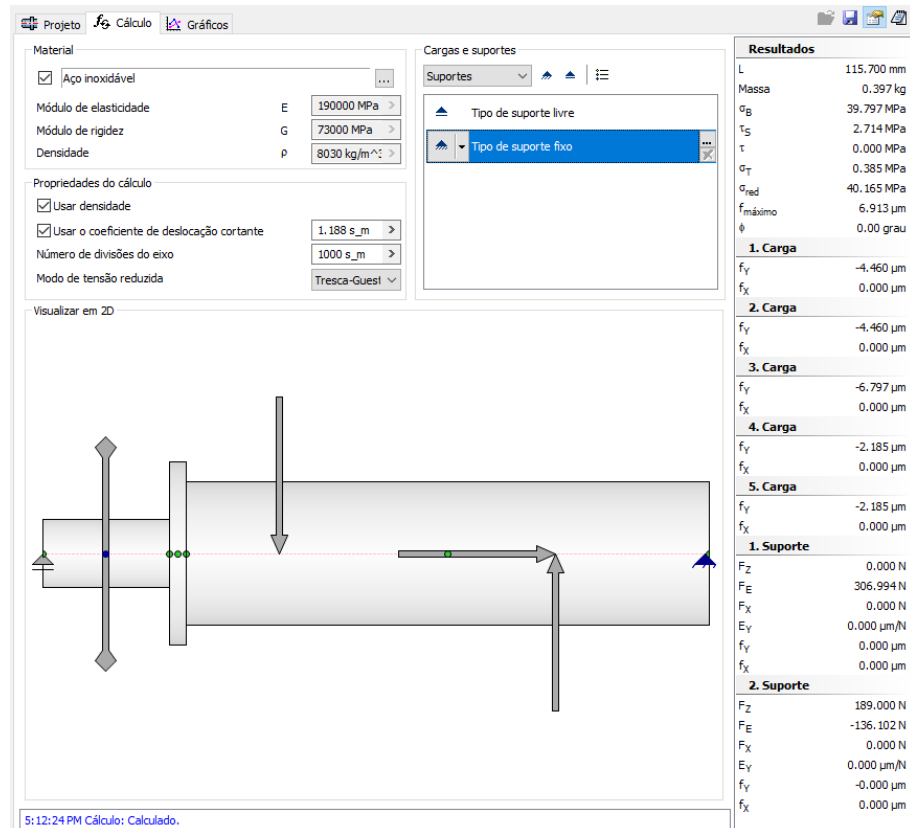 Projeto Cálculo Gráficos
Material
Aço inoxidável ...
Módulo de elasticidade E 190000 MPa >
Módulo de rigidez G 73000 MPa >
Densidade ρ 8030 kg/m^: >
Propriedades do cálculo
Usar densidade
Usar o coeficiente de deslocação cortante 1.188 s_m >
Número de divisões do eixo 1000 s_m >
Modo de tensão reduzida Tresca-Guest
Cargas e suportes
Suportes
Tipo de suporte livre
Tipo de suporte fixo ...
Visualizar em 2D
5:12:24 PM Cálculo: Calculado.
Resultados
L 115.700 mm
Massa 0.397 kg
σB 39.797 MPa
τS 2.714 MPa
τ 0.000 MPa
σT 0.385 MPa
σred 40.165 MPa
fmáximo 6.913 µm
ϕ 0.00 grau
1. Carga
fY -4.460 µm
fX 0.000 µm
2. Carga
fY -4.460 µm
fX 0.000 µm
3. Carga
fY -6.797 µm
fX 0.000 µm
4. Carga
fY -2.185 µm
fX 0.000 µm
5. Carga
fY -2.185 µm
fX 0.000 µm
1. Suporte
FZ 0.000 N
FE 306.994 N
FX 0.000 N
EY 0.000 µm/N
fY 0.000 µm
fX 0.000 µm
2. Suporte
FZ 189.000 N
FE -136.102 N
FX 0.000 N
EY 0.000 µm/N
fY -0.000 µm
fX 0.000 µm